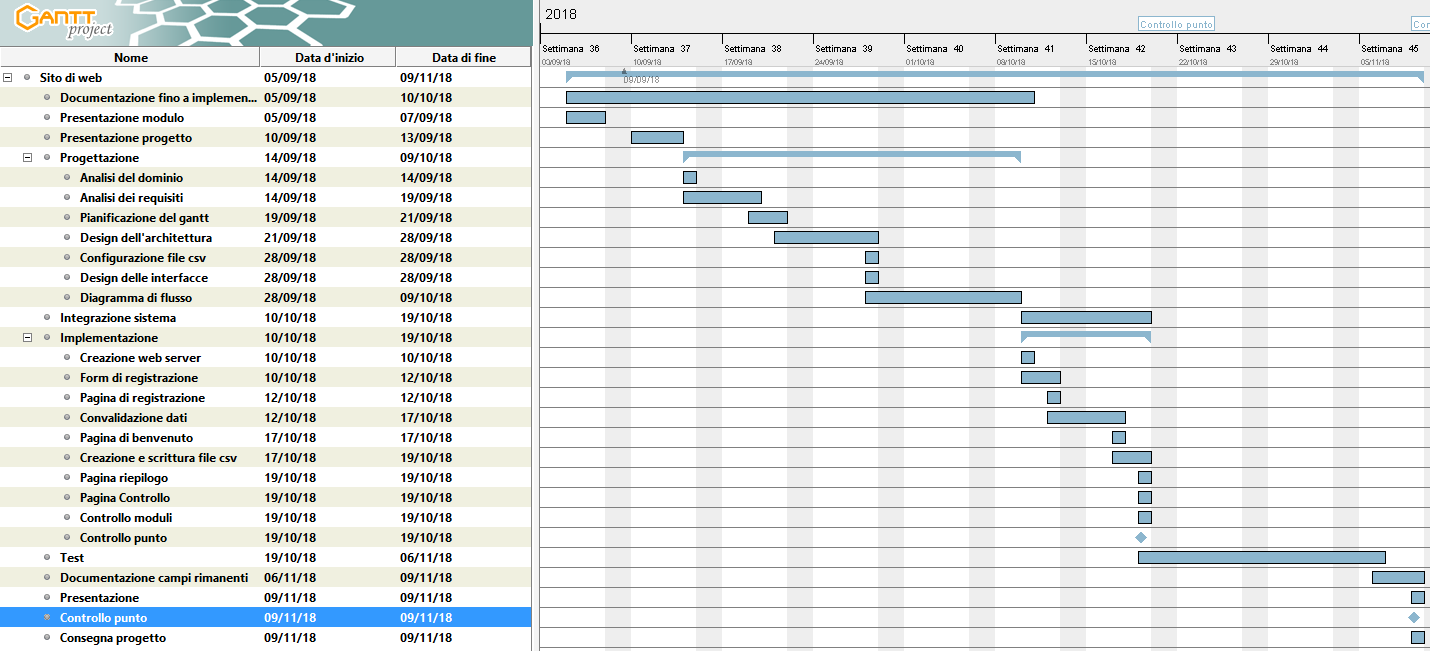 GANTT
project
2018
Controllo punto
Con
Settimana 36
Settimana 37
Settimana 38
Settimana 39
Settimana 40
Settimana 41
Settimana 42
Settimana 43
Settimana 44
Settimana 45
Nome
Data d'inizio
Data di fine
03/09/18
10/09/18
17/09/18
24/09/18
01/10/18
08/10/18
15/10/18
22/10/18
29/10/18
05/11/18
Sito di web 05/09/18 09/11/18
09/09/18
Documentazione fino a implemen... 05/09/18 10/10/18
Presentazione modulo 05/09/18 07/09/18
Presentazione progetto 10/09/18 13/09/18
Progettazione 14/09/18 09/10/18
Analisi del dominio 14/09/18 14/09/18
Analisi dei requisiti 14/09/18 19/09/18
Pianificazione del gantt 19/09/18 21/09/18
Design dell'architettura 21/09/18 28/09/18
Configurazione file csv 28/09/18 28/09/18
Design delle interfacce 28/09/18 28/09/18
Diagramma di flusso 28/09/18 09/10/18
Integrazione sistema 10/10/18 19/10/18
Implementazione 10/10/18 19/10/18
Creazione web server 10/10/18 10/10/18
Form di registrazione 10/10/18 12/10/18
Pagina di registrazione 12/10/18 12/10/18
Convalidazione dati 12/10/18 17/10/18
Pagina di benvenuto 17/10/18 17/10/18
Creazione e scrittura file csv 17/10/18 19/10/18
Pagina riepilogo 19/10/18 19/10/18
Pagina Controllo 19/10/18 19/10/18
Controllo moduli 19/10/18 19/10/18
Controllo punto 19/10/18 19/10/18
Test 19/10/18 06/11/18
Documentazione campi rimanenti 06/11/18 09/11/18
Presentazione 09/11/18 09/11/18
Controllo punto 09/11/18 09/11/18
Consegna progetto 09/11/18 09/11/18